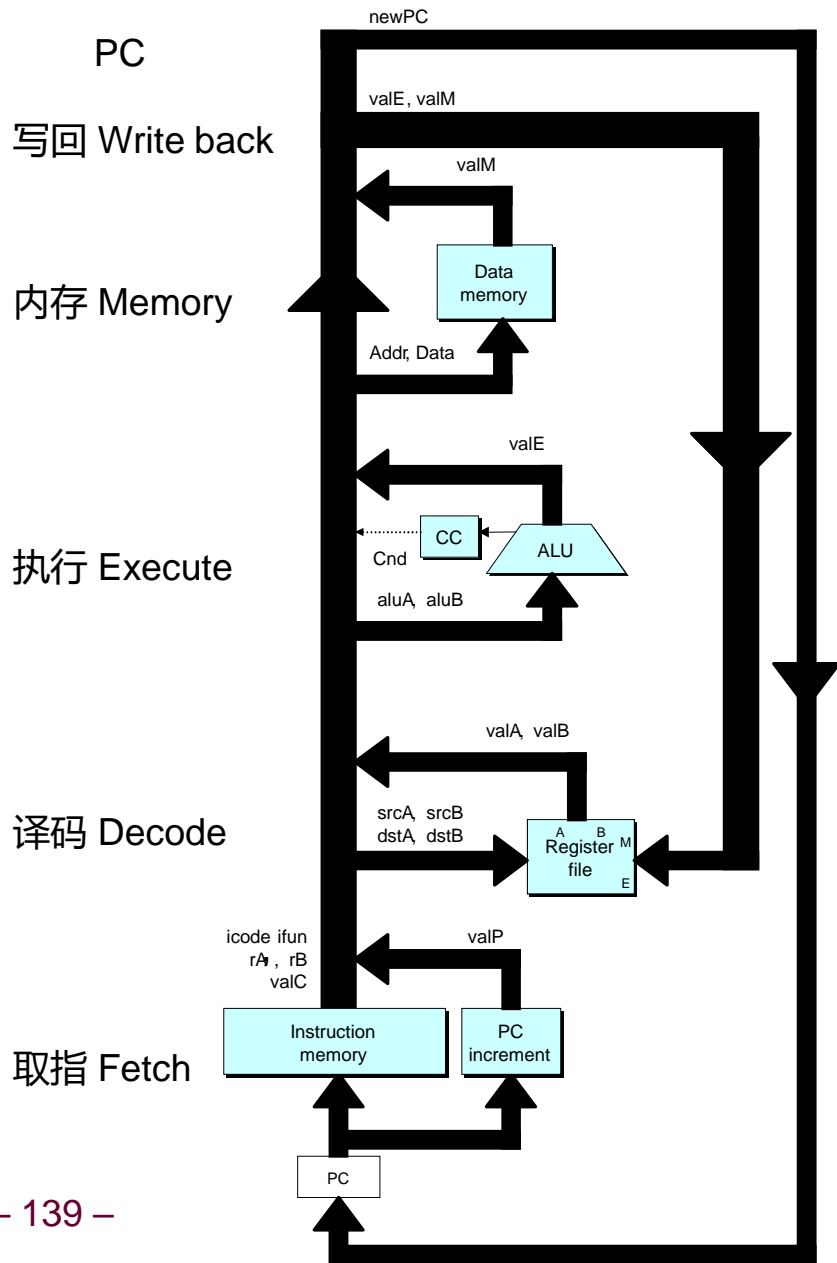 newPC
PC
valE, valM
写回 Write back
valM
Data
memory
内存 Memory
Addr, Data
valE
CC
ALU
Cnd
执行 Execute
aluA, aluB
valA, valB
srcA, srcB
dstA, dstB
译码 Decode
A B
Register M
file
E
icode ifun
rA, , rB
valC
valP
Instruction
memory
PC
increment
取指 Fetch
PC
– 139 –